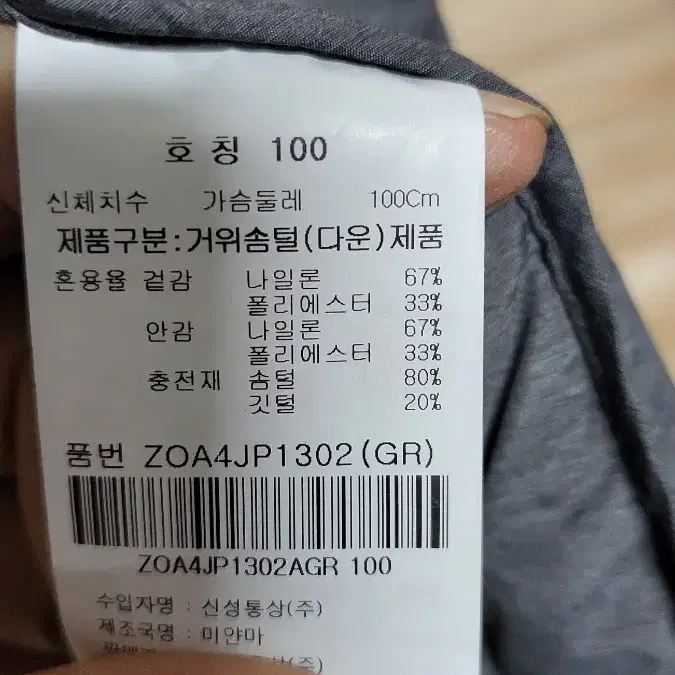 호칭 100
신체치수 가슴둘레 100Cm
제품구분:거위솜털(다운)제품
혼용율 겉감 나일론 67%
폴리에스터 33%
안감 나일론 67%
폴리에스터 33%
충전재 솜털 80%
깃털 20%
품번 ZOA4JP1302(GR)
ZOA4JP1302AGR 100
수입자명 : 신성통상(주)
제조국명 : 미얀마